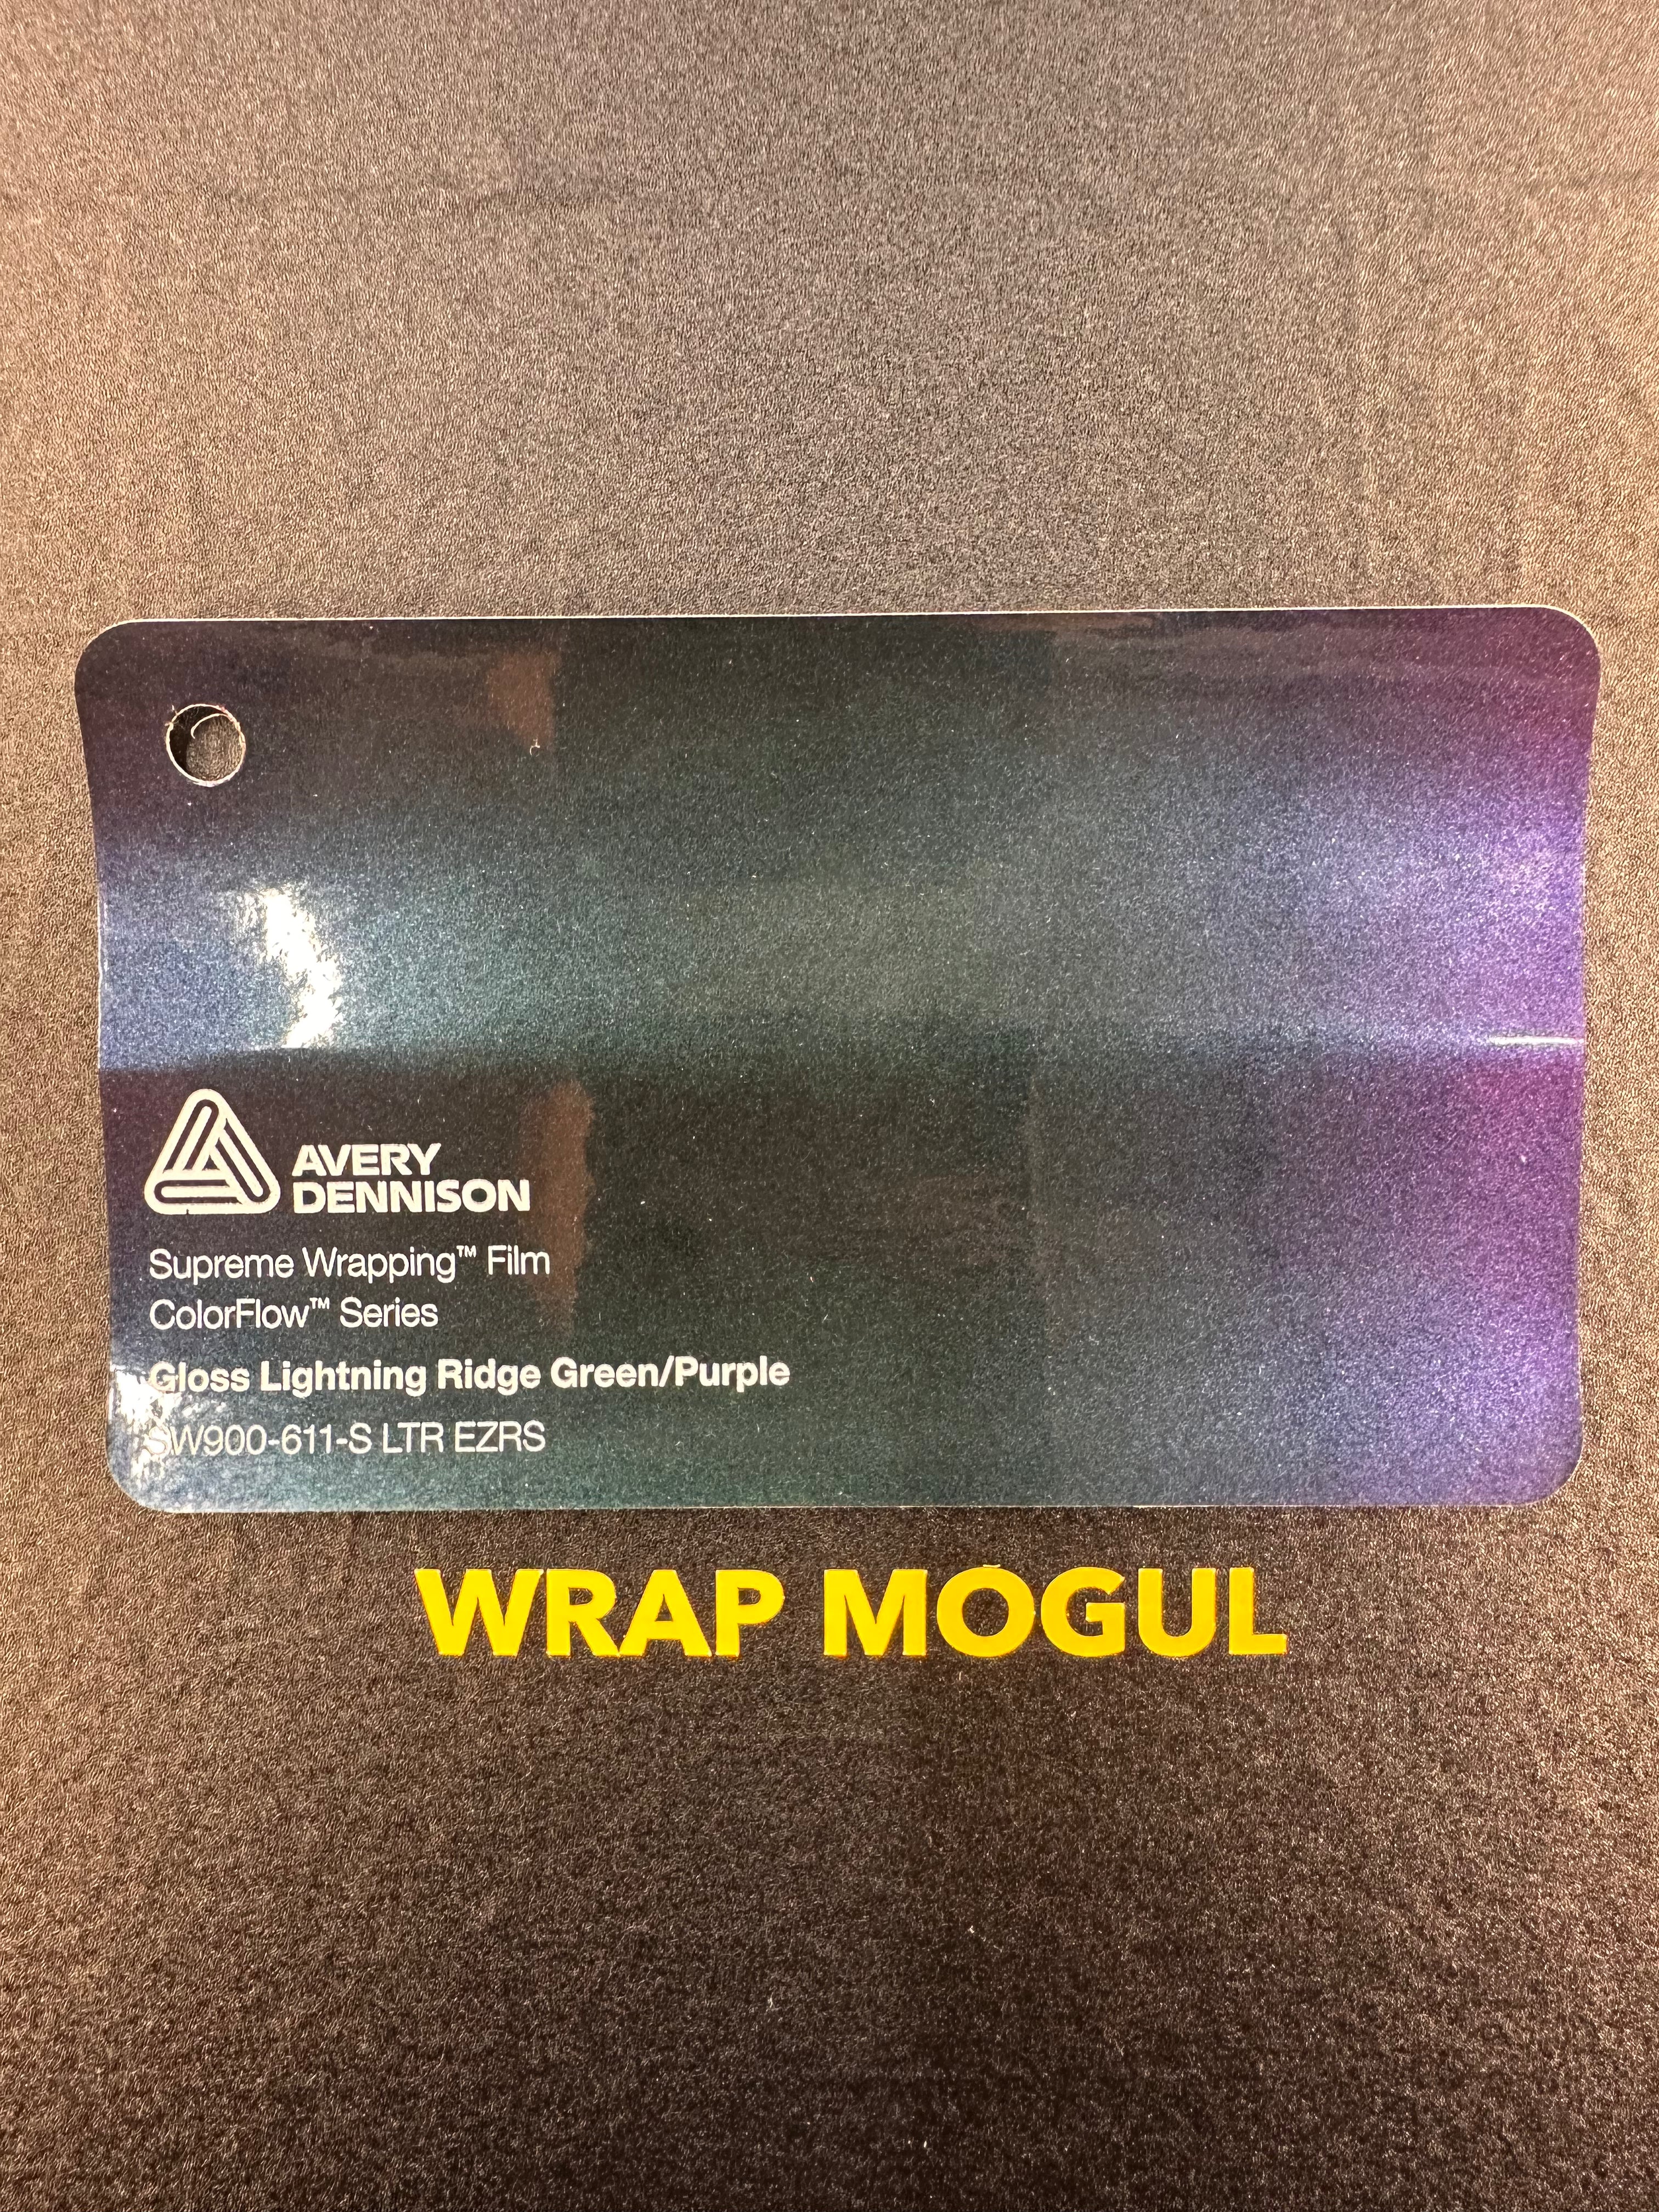 AVERY
DENNISON
Supreme Wrapping™ Film
ColorFlow™ Series
Gloss Lightning Ridge Green/Purple
SW900-611-S LTR EZRS
WRAP MOGUL